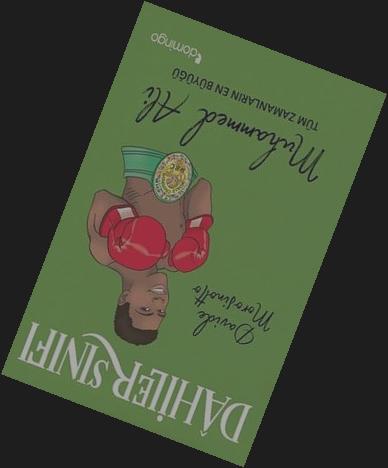 DÂHİLER SINIFI
Davide
Morosinotto
Muhammed Ali
TÜM ZAMANLARIN EN BÜYÜĞÜ
domingo